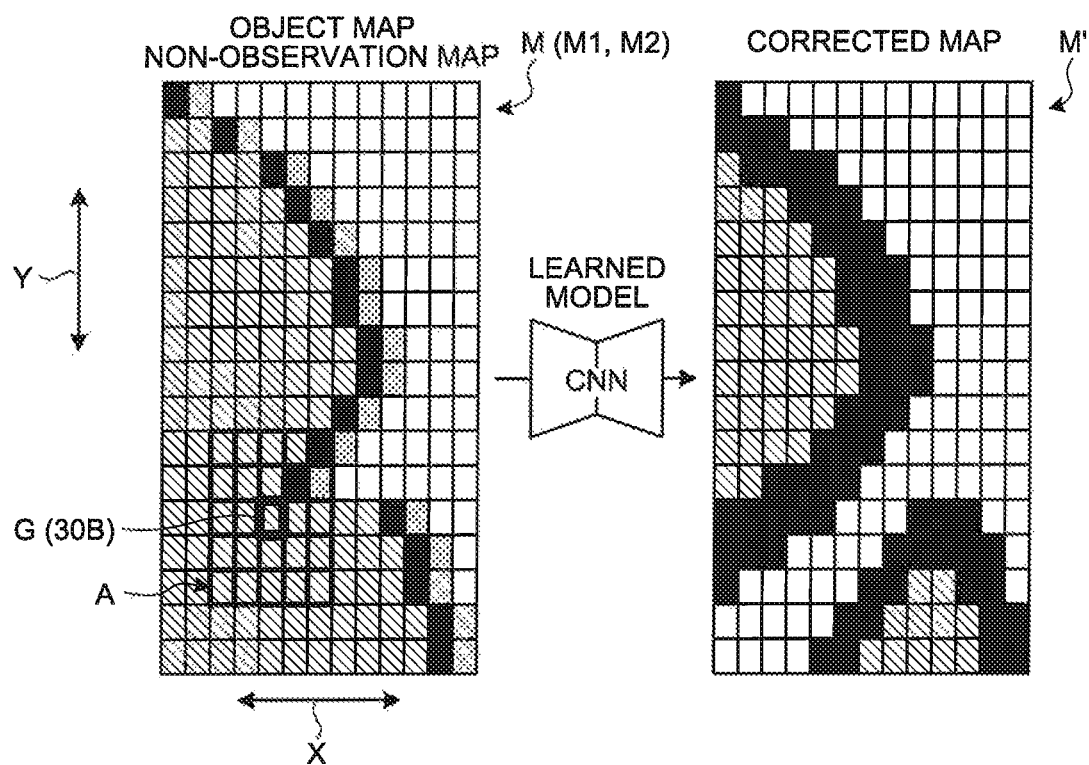 OBJECT MAP
NON-OBSERVATION MAP
M (M1, M2)
CORRECTED MAP
M'
Y
LEARNED
MODEL
CNN
G (30B)
A
X